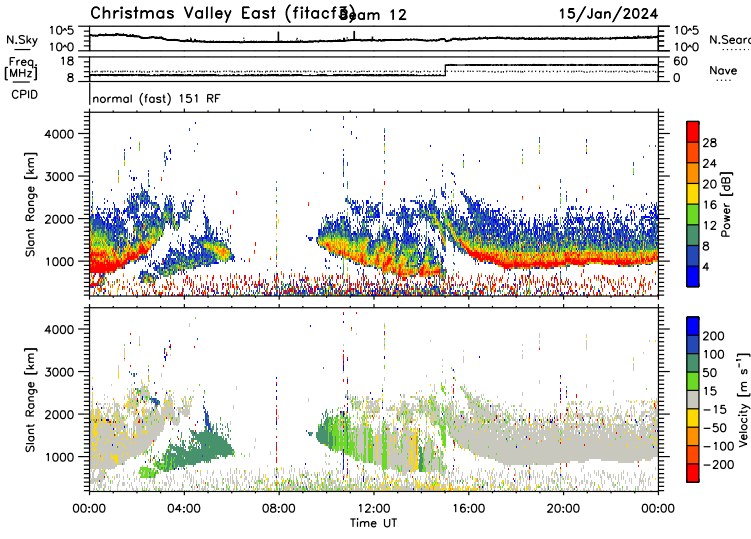 Christmas Valley East (fitacf3)
Beam 12
15/Jan/2024
N.Sky
10^5
10^0
10^5
10^0
N.Searc
Freq.
[MHz]
18
8
60
0
Nave
CPID
normal (fast) 151 RF
Slant Range [km]
4000
3000
2000
1000
28
24
20
16
12
8
4
Power [dB]
Slant Range [km]
4000
3000
2000
1000
200
100
50
15
-15
-50
-100
-200
Velocity [m s^-1]
00:00 04:00 08:00 12:00 16:00 20:00 00:00
Time UT